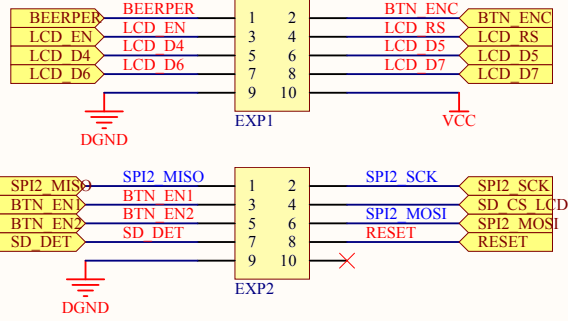 BEERPER BEERPER 1 2 BTN_ENC BTN_ENC
LCD_EN LCD_EN 3 4 LCD_RS LCD_RS
LCD_D4 LCD_D4 5 6 LCD_D5 LCD_D5
LCD_D6 LCD_D6 7 8 LCD_D7 LCD_D7
9 10
DGND EXP1 VCC
SPI2_MISO SPI2_MISO 1 2 SPI2_SCK SPI2_SCK
BTN_EN1 BTN_EN1 3 4 SD_CS_LCD
BTN_EN2 BTN_EN2 5 6 SPI2_MOSI SPI2_MOSI
SD_DET SD_DET 7 8 RESET RESET
9 10
DGND EXP2